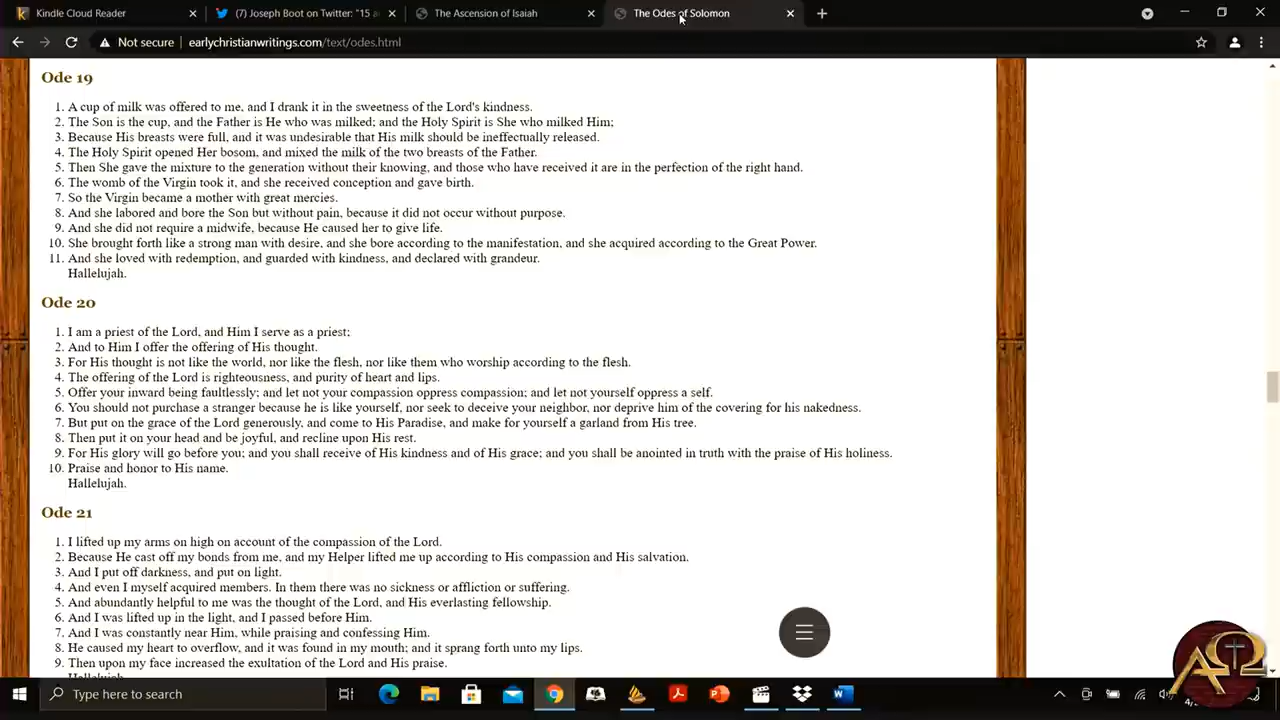 Kindle Cloud Reader
(7) Joseph Boot on Twitter: "15 a
The Ascension of Isaiah
The Odes of Solomon
Not secure | earlychristianwritings.com/text/odes.html
Ode 19
1. A cup of milk was offered to me, and I drank it in the sweetness of the Lord's kindness.
2. The Son is the cup, and the Father is He who was milked; and the Holy Spirit is She who milked Him;
3. Because His breasts were full, and it was undesirable that His milk should be ineffectually released.
4. The Holy Spirit opened Her bosom, and mixed the milk of the two breasts of the Father.
5. Then She gave the mixture to the generation without their knowing, and those who have received it are in the perfection of the right hand.
6. The womb of the Virgin took it, and she received conception and gave birth.
7. So the Virgin became a mother with great mercies.
8. And she labored and bore the Son but without pain, because it did not occur without purpose.
9. And she did not require a midwife, because He caused her to give life.
10. She brought forth like a strong man with desire, and she bore according to the manifestation, and she acquired according to the Great Power.
11. And she loved with redemption, and guarded with kindness, and declared with grandeur.
Hallelujah.
Ode 20
1. I am a priest of the Lord, and Him I serve as a priest;
2. And to Him I offer the offering of His thought.
3. For His thought is not like the world, nor like the flesh, nor like them who worship according to the flesh.
4. The offering of the Lord is righteousness, and purity of heart and lips.
5. Offer your inward being faultlessly; and let not your compassion oppress compassion; and let not yourself oppress a self.
6. You should not purchase a stranger because he is like yourself, nor seek to deceive your neighbor, nor deprive him of the covering for his nakedness.
7. But put on the grace of the Lord generously, and come to His Paradise, and make for yourself a garland from His tree.
8. Then put it on your head and be joyful, and recline upon His rest.
9. For His glory will go before you; and you shall receive of His kindness and of His grace; and you shall be anointed in truth with the praise of His holiness.
10. Praise and honor to His name.
Hallelujah.
Ode 21
1. I lifted up my arms on high on account of the compassion of the Lord.
2. Because He cast off my bonds from me, and my Helper lifted me up according to His compassion and His salvation.
3. And I put off darkness, and put on light.
4. And even I myself acquired members. In them there was no sickness or affliction or suffering.
5. And abundantly helpful to me was the thought of the Lord, and His everlasting fellowship.
6. And I was lifted up in the light, and I passed before Him.
7. And I was constantly near Him, while praising and confessing Him.
8. He caused my heart to overflow, and it was found in my mouth; and it sprang forth unto my lips.
9. Then upon my face increased the exultation of the Lord and His praise.
Hallelujah.
Type here to search
ΑΩ